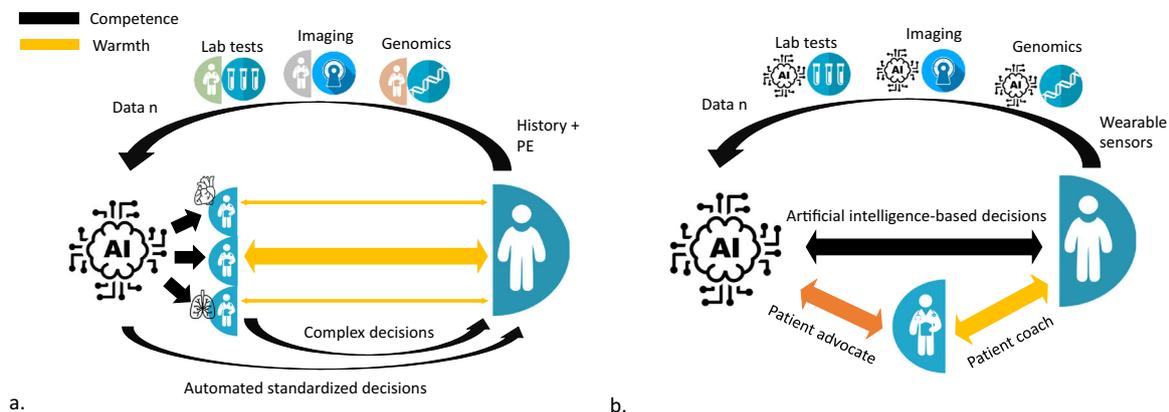 Competence
Warmth
Lab tests
Imaging
Genomics
Data n
History +
PE
AI
Complex decisions
Automated standardized decisions
a.
Lab tests
Imaging
Genomics
AI
AI
AI
Data n
Wearable
sensors
AI
Artificial intelligence-based decisions
Patient advocate
Patient coach
b.